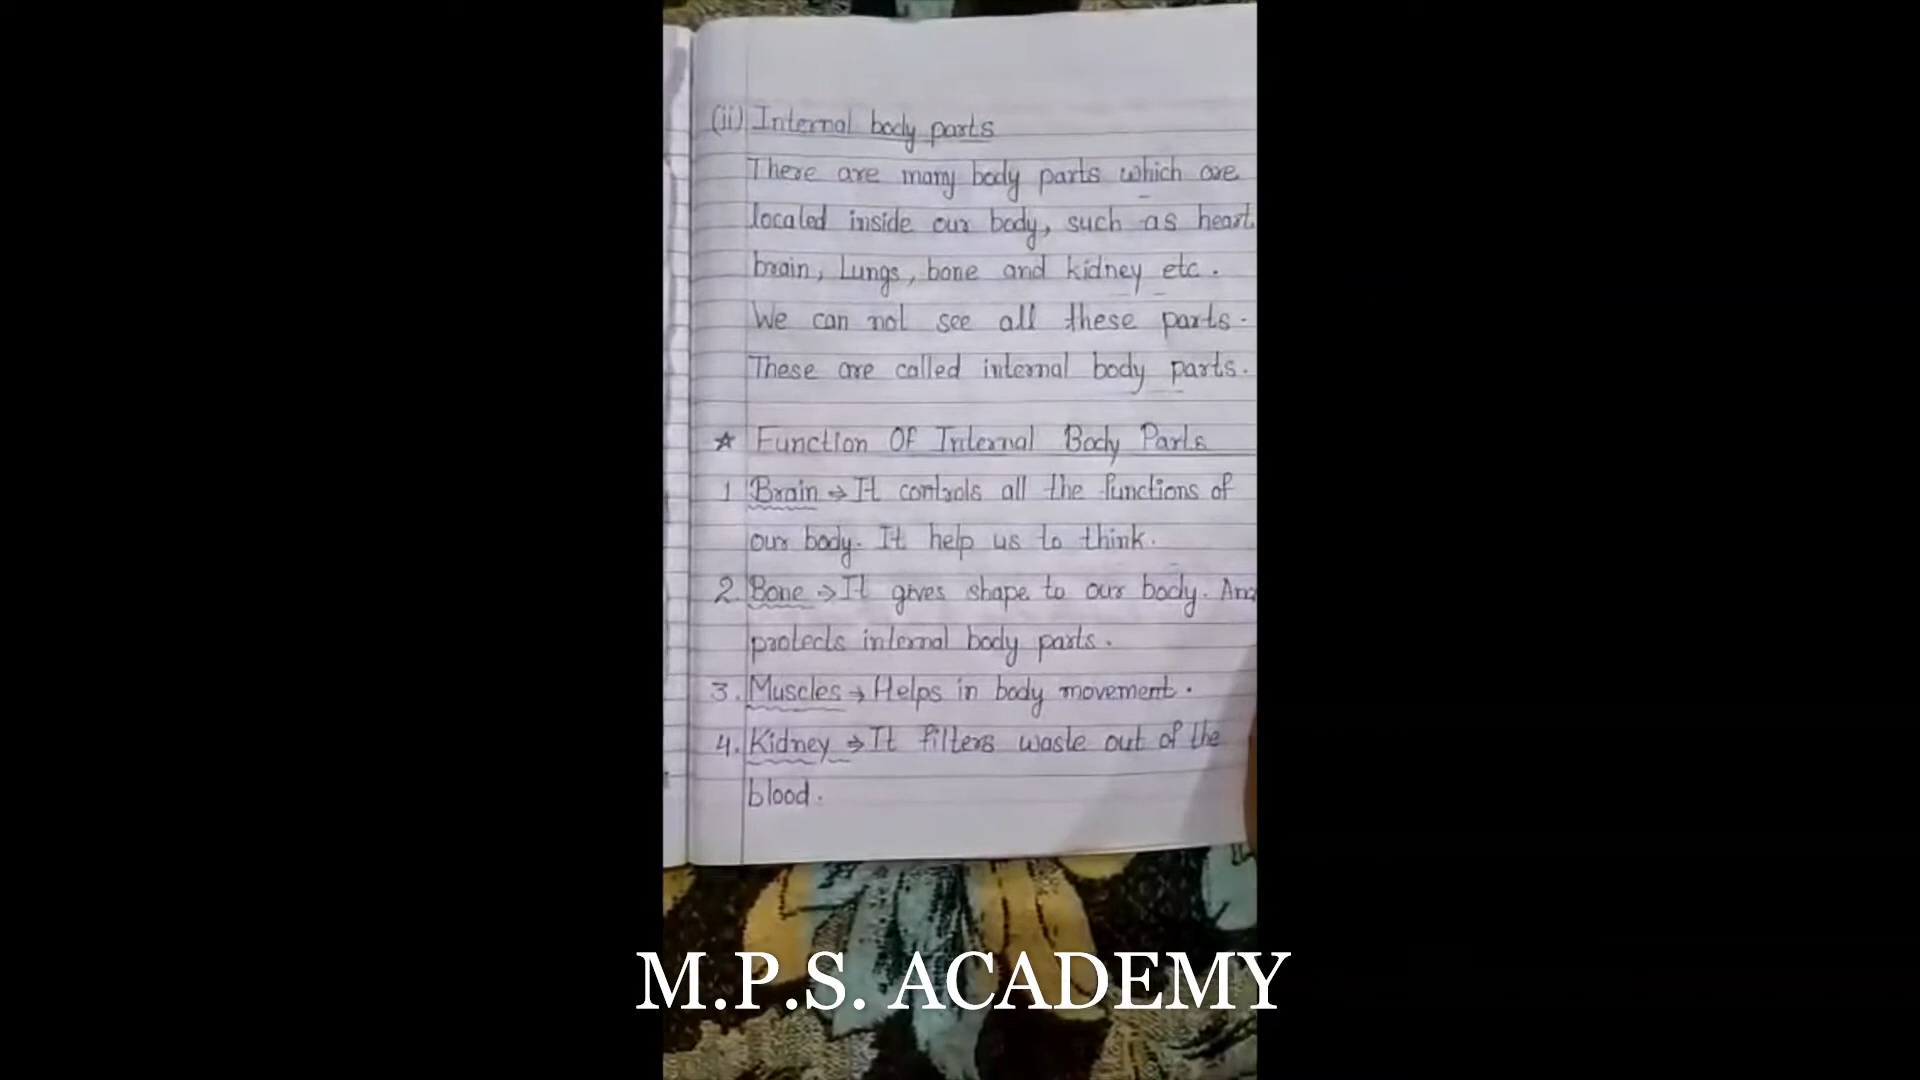 (ii) Internal body parts
There are many body parts which are
located inside our body, such as heart
brain, Lungs, bone and kidney etc.
We can not see all these parts.
These are called internal body parts.
☆ Function Of Internal Body Parts
1 Brain → It controls all the functions of
our body. It help us to think.
2. Bone → It gives shape to our body. And
protects internal body parts.
3. Muscles → Helps in body movement.
4. Kidney → It filters waste out of the
blood.
M.P.S. ACADEMY